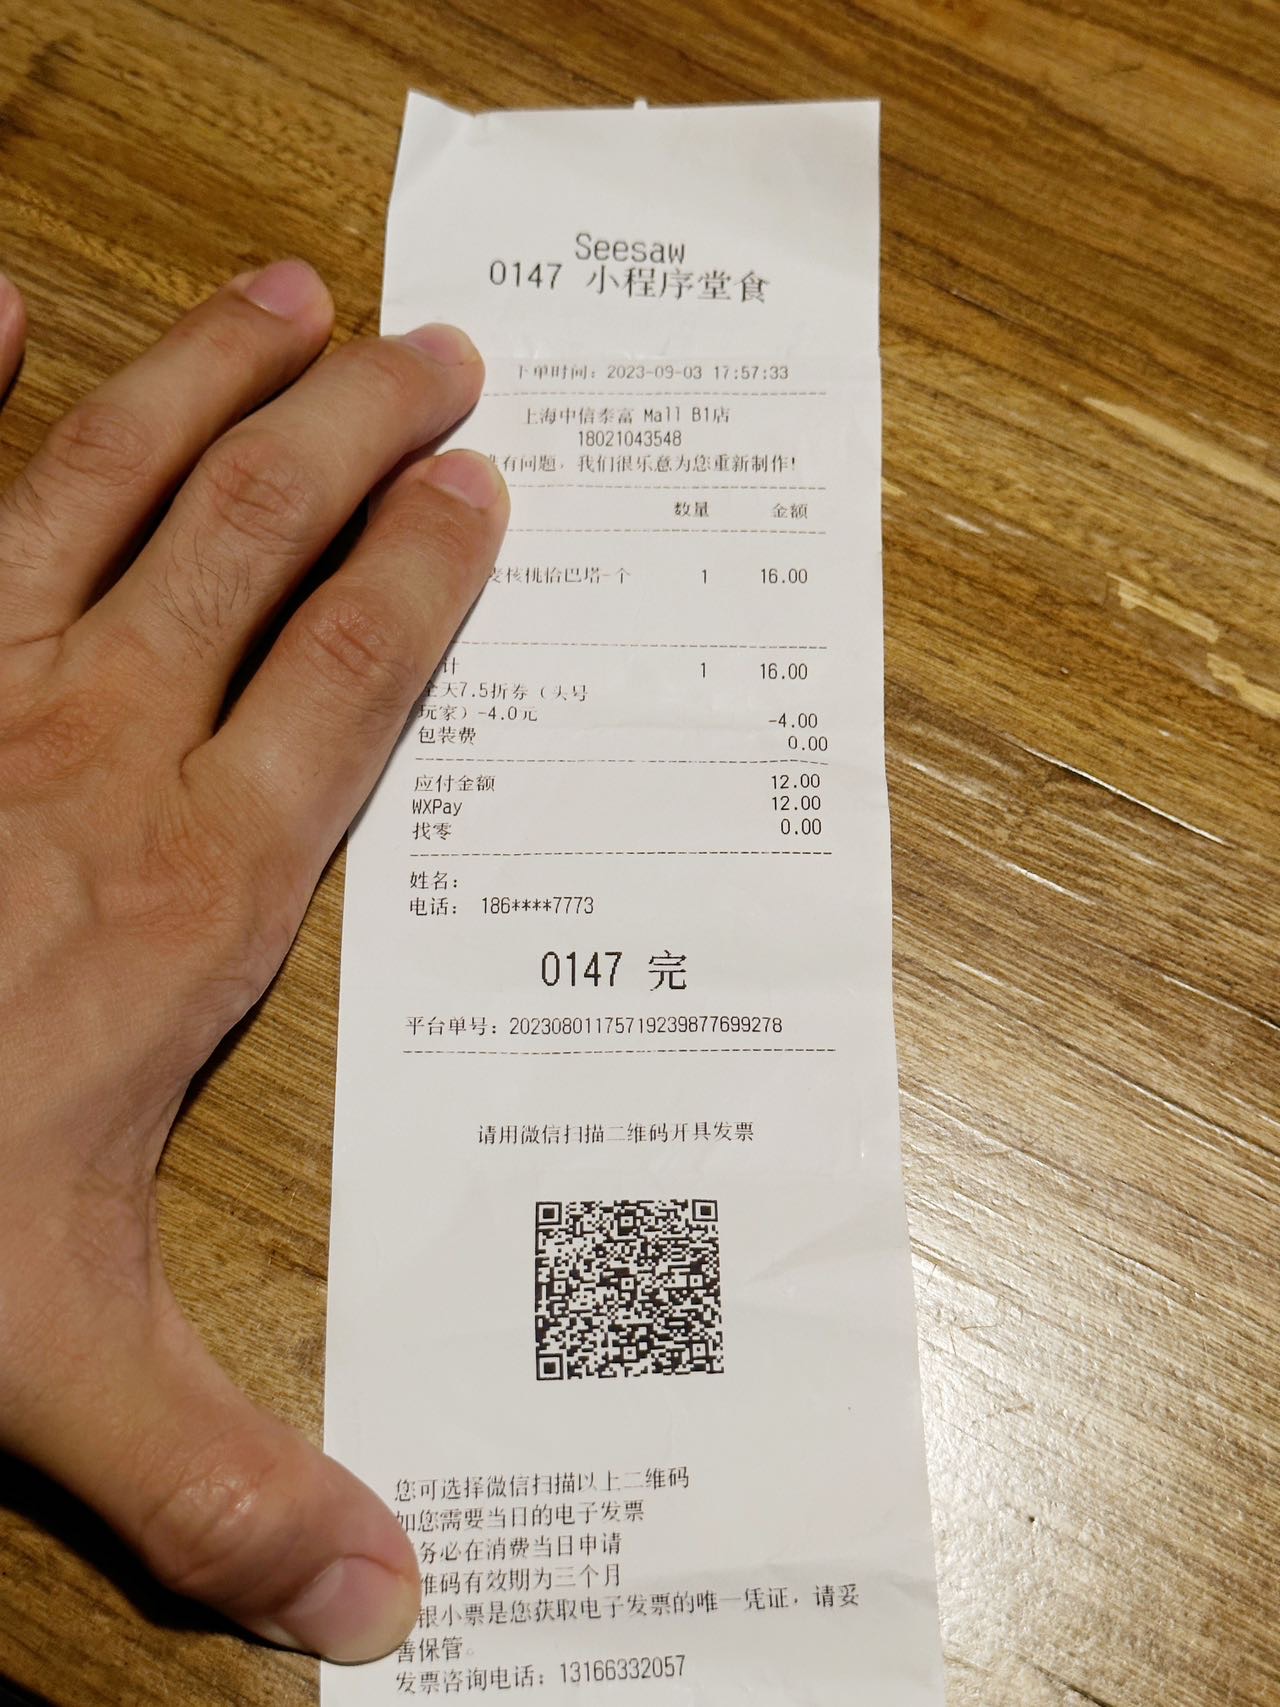 Seesaw
0147 小程序堂食
下单时间：2023-09-03 17:57:33
上海中信泰富 Mall B1店
18021043548
有问题，我们很乐意为您重新制作！
数量 金额
麦核桃恰巴塔-个 1 16.00
计 1 16.00
全天7.5折券（头号
玩家）-4.0元 -4.00
包装费 0.00
应付金额 12.00
WXPay 12.00
找零 0.00
姓名：
电话： 186****7773
0147 完
平台单号：20230801175719239877699278
请用微信扫描二维码开具发票
您可选择微信扫描以上二维码
如您需要当日的电子发票
务必在消费当日申请
维码有效期为三个月
银小票是您获取电子发票的唯一凭证，请妥
善保管。
发票咨询电话：13166332057